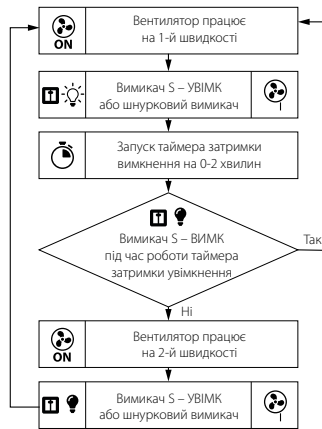 ON
Вентилятор працює
на 1-й швидкості
Вимикач S – УВІМК
або шнурковий вимикач
Запуск таймера затримки
вимкнення на 0-2 хвилин
Вимикач S – ВИМК
під час роботи таймера
затримки увімкнення
Так
Ні
ON
Вентилятор працює
на 2-й швидкості
Вимикач S – УВІМК
або шнурковий вимикач